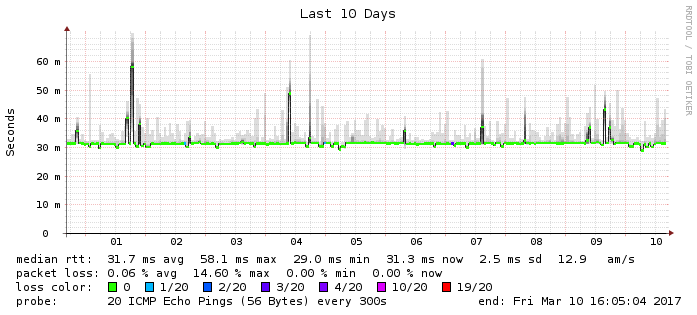 Last 10 Days
RRDTOOL / TOBI OETIKER
Seconds
60 m
50 m
40 m
30 m
20 m
10 m
0
01 02 03 04 05 06 07 08 09 10
median rtt: 31.7 ms avg 58.1 ms max 29.0 ms min 31.3 ms now 2.5 ms sd 12.9 am/s
packet loss: 0.06 % avg 14.60 % max 0.00 % min 0.00 % now
loss color: 0 1/20 2/20 3/20 4/20 10/20 19/20
probe: 20 ICMP Echo Pings (56 Bytes) every 300s end: Fri Mar 10 16:05:04 2017